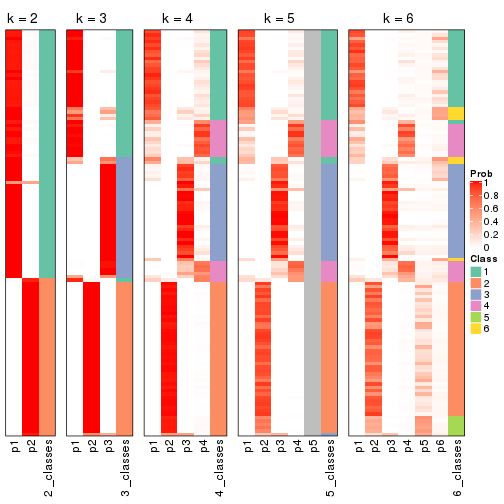 k = 2
k = 3
k = 4
k = 5
k = 6
p1
p2
2_classes
p1
p2
p3
3_classes
p1
p2
p3
p4
4_classes
p1
p2
p3
p4
p5
5_classes
p1
p2
p3
p4
p5
p6
6_classes
Prob
1
0.8
0.6
0.4
0.2
0
Class
1
2
3
4
5
6